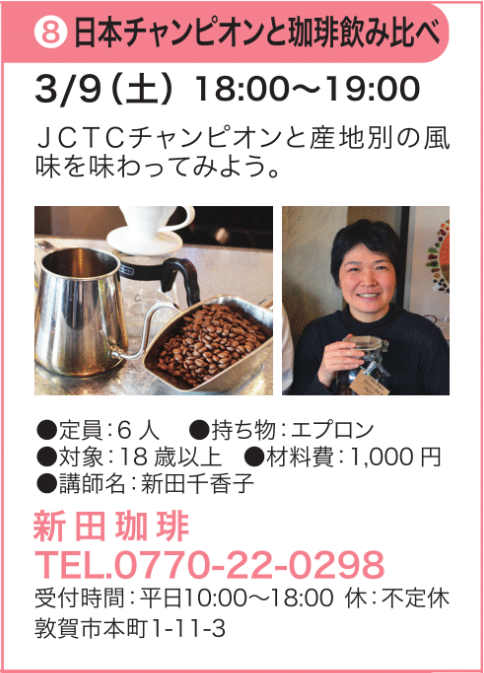 8 日本チャンピオンと珈琲飲み比べ
3/9（土）18:00～19:00
JCTCチャンピオンと産地別の風
味を味わってみよう。
●定員：6人　●持ち物：エプロン
●対象：18歳以上　●材料費：1,000円
●講師名：新田千香子
新田珈琲
TEL.0770-22-0298
受付時間：平日10:00～18:00 休：不定休
敦賀市本町1-11-3